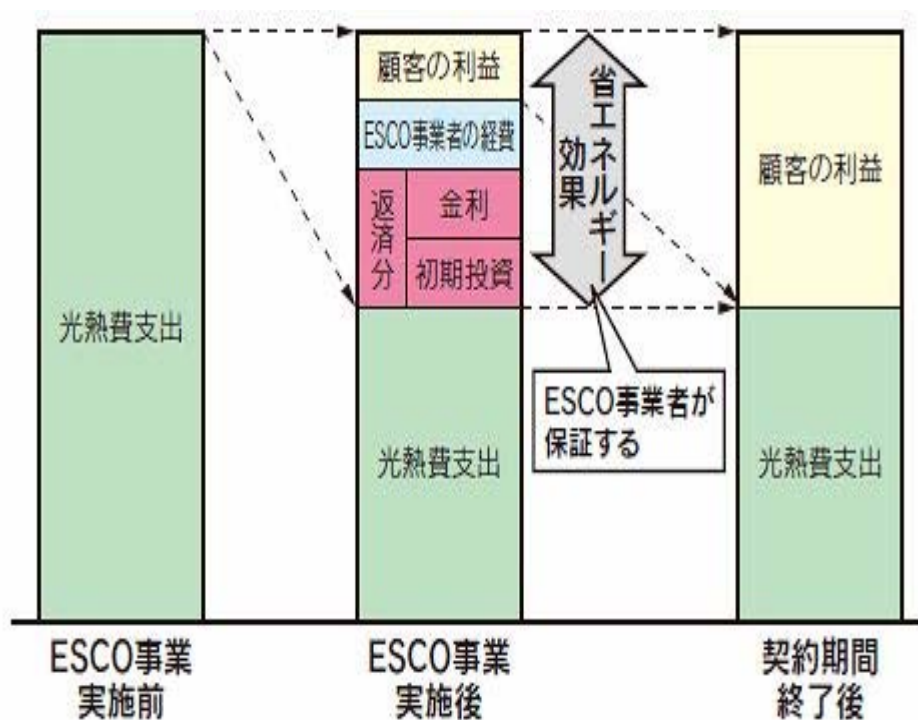 光熱費支出
ESCO事業
実施前
顧客の利益
ESCO事業者の経費
返済分
金利
初期投資
光熱費支出
ESCO事業
実施後
省エネルギー
効果
ESCO事業者が
保証する
顧客の利益
光熱費支出
契約期間
終了後